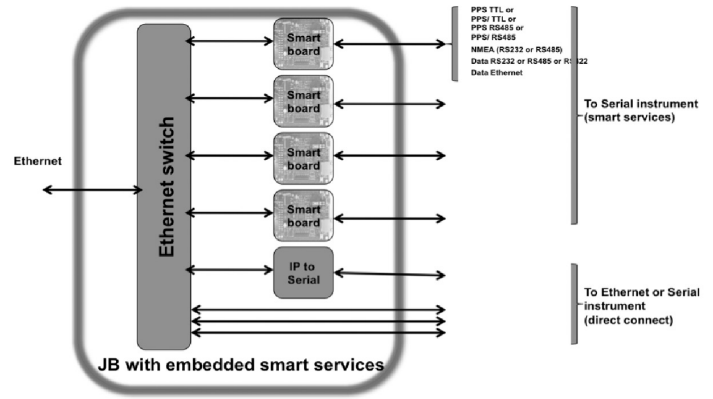 PPS TTL or
PPS/ TTL or
PPS RS485 or
PPS/ RS485
NMEA (RS232 or RS485)
Data RS232 or RS485 or RS422
Data Ethernet
Smart
board
Smart
board
Smart
board
Smart
board
IP to
Serial
Ethernet
Ethernet switch
To Serial instrument
(smart services)
To Ethernet or Serial
instrument
(direct connect)
JB with embedded smart services